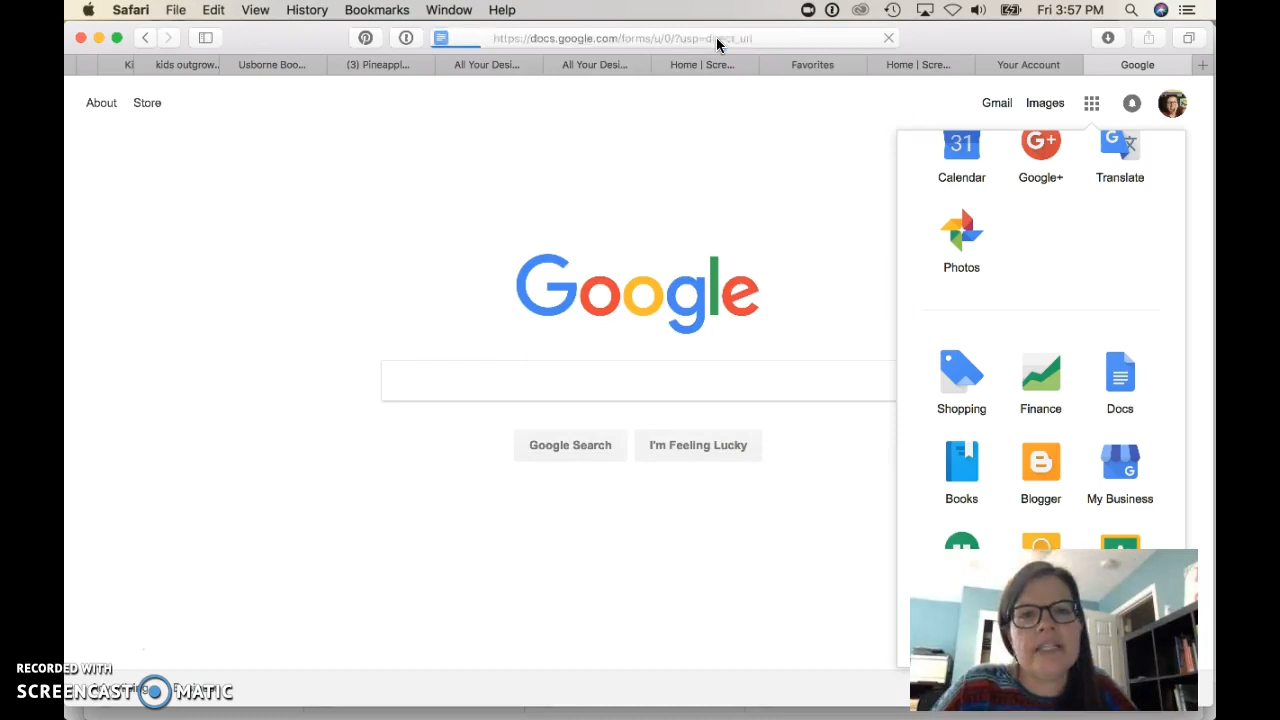 Safari File Edit View History Bookmarks Window Help Fri 3:57 PM
https://docs.google.com/forms/u/0/?usp=direct_url
Ki kids outgrow... Usborne Boo... (3) Pineappl... All Your Desi... All Your Desi... Home | Scre... Favorites Home | Scre... Your Account Google
About Store Gmail Images
31 G+ G
Calendar Google+ Translate
Photos
Google
Shopping Finance Docs
Google Search I'm Feeling Lucky
Books Blogger My Business
RECORDED WITH
SCREENCAST MATIC